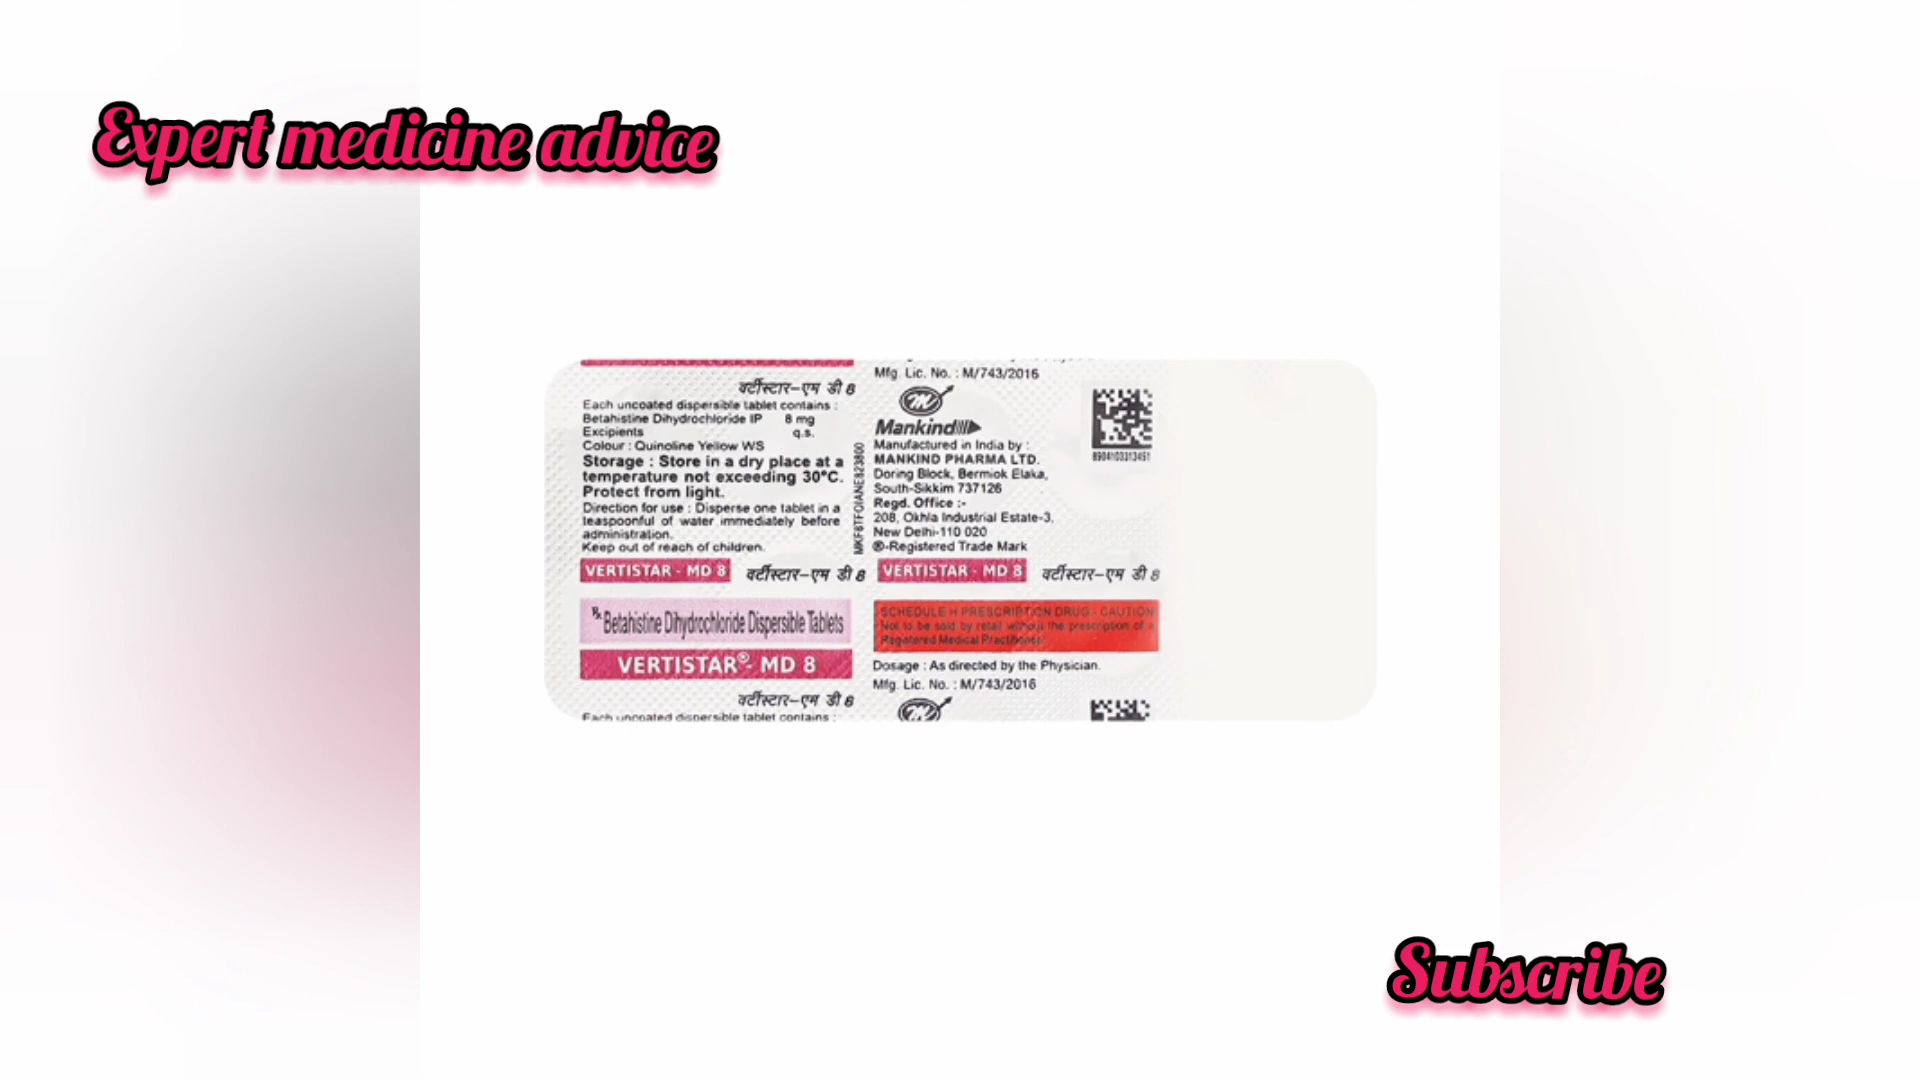 Expert medicine advice
वर्टीस्टार–एम डी 8
Each uncoated dispersible tablet contains :
Betahistine Dihydrochloride IP 8 mg
Excipients q.s.
Colour : Quinoline Yellow WS
Storage : Store in a dry place at a
temperature not exceeding 30°C.
Protect from light.
Direction for use : Disperse one tablet in a
teaspoonful of water immediately before
administration.
Keep out of reach of children.
VERTISTAR - MD 8 वर्टीस्टार–एम डी 8
℞ Betahistine Dihydrochloride Dispersible Tablets
VERTISTAR®- MD 8
वर्टीस्टार–एम डी 8
Each uncoated dispersible tablet contains :
MKF8TFOIANE823800
Mfg. Lic. No. : M/743/2016
Mankind
Manufactured in India by :
MANKIND PHARMA LTD.
Doring Block, Bermiok Elaka,
South-Sikkim 737126
Regd. Office :-
208, Okhla Industrial Estate-3,
New Delhi-110 020
®-Registered Trade Mark
8904103313451
VERTISTAR - MD 8 वर्टीस्टार–एम डी 8
SCHEDULE H PRESCRIPTION DRUG - CAUTION
Not to be sold by retail without the prescription of a
Registered Medical Practitioner
Dosage : As directed by the Physician.
Mfg. Lic. No. : M/743/2016
Subscribe